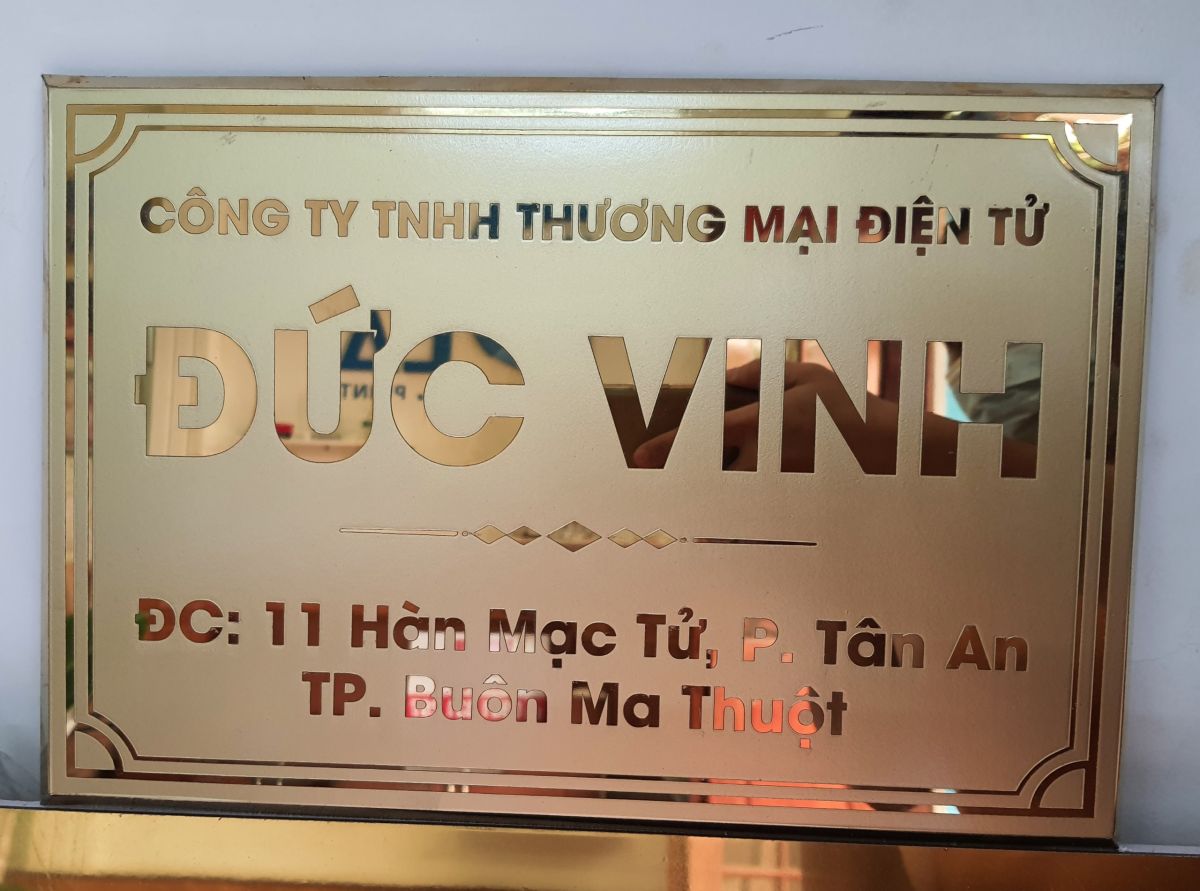 CÔNG TY TNHH THƯƠNG MẠI ĐIỆN TỬ
ĐỨC VINH
ĐC: 11 Hàn Mạc Tử, P. Tân An
TP. Buôn Ma Thuột